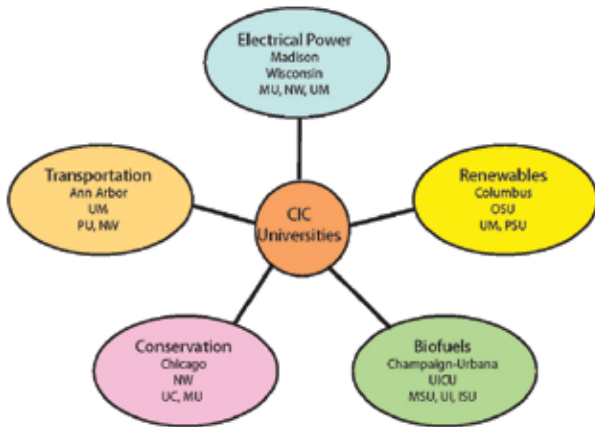 Electrical Power
Madison
Wisconsin
MU, NW, UM
Transportation
Ann Arbor
UM
PU, NW
CIC
Universities
Renewables
Columbus
OSU
UM, PSU
Conservation
Chicago
NW
UC, MU
Biofuels
Champaign-Urbana
UICU
MSU, UI, ISU